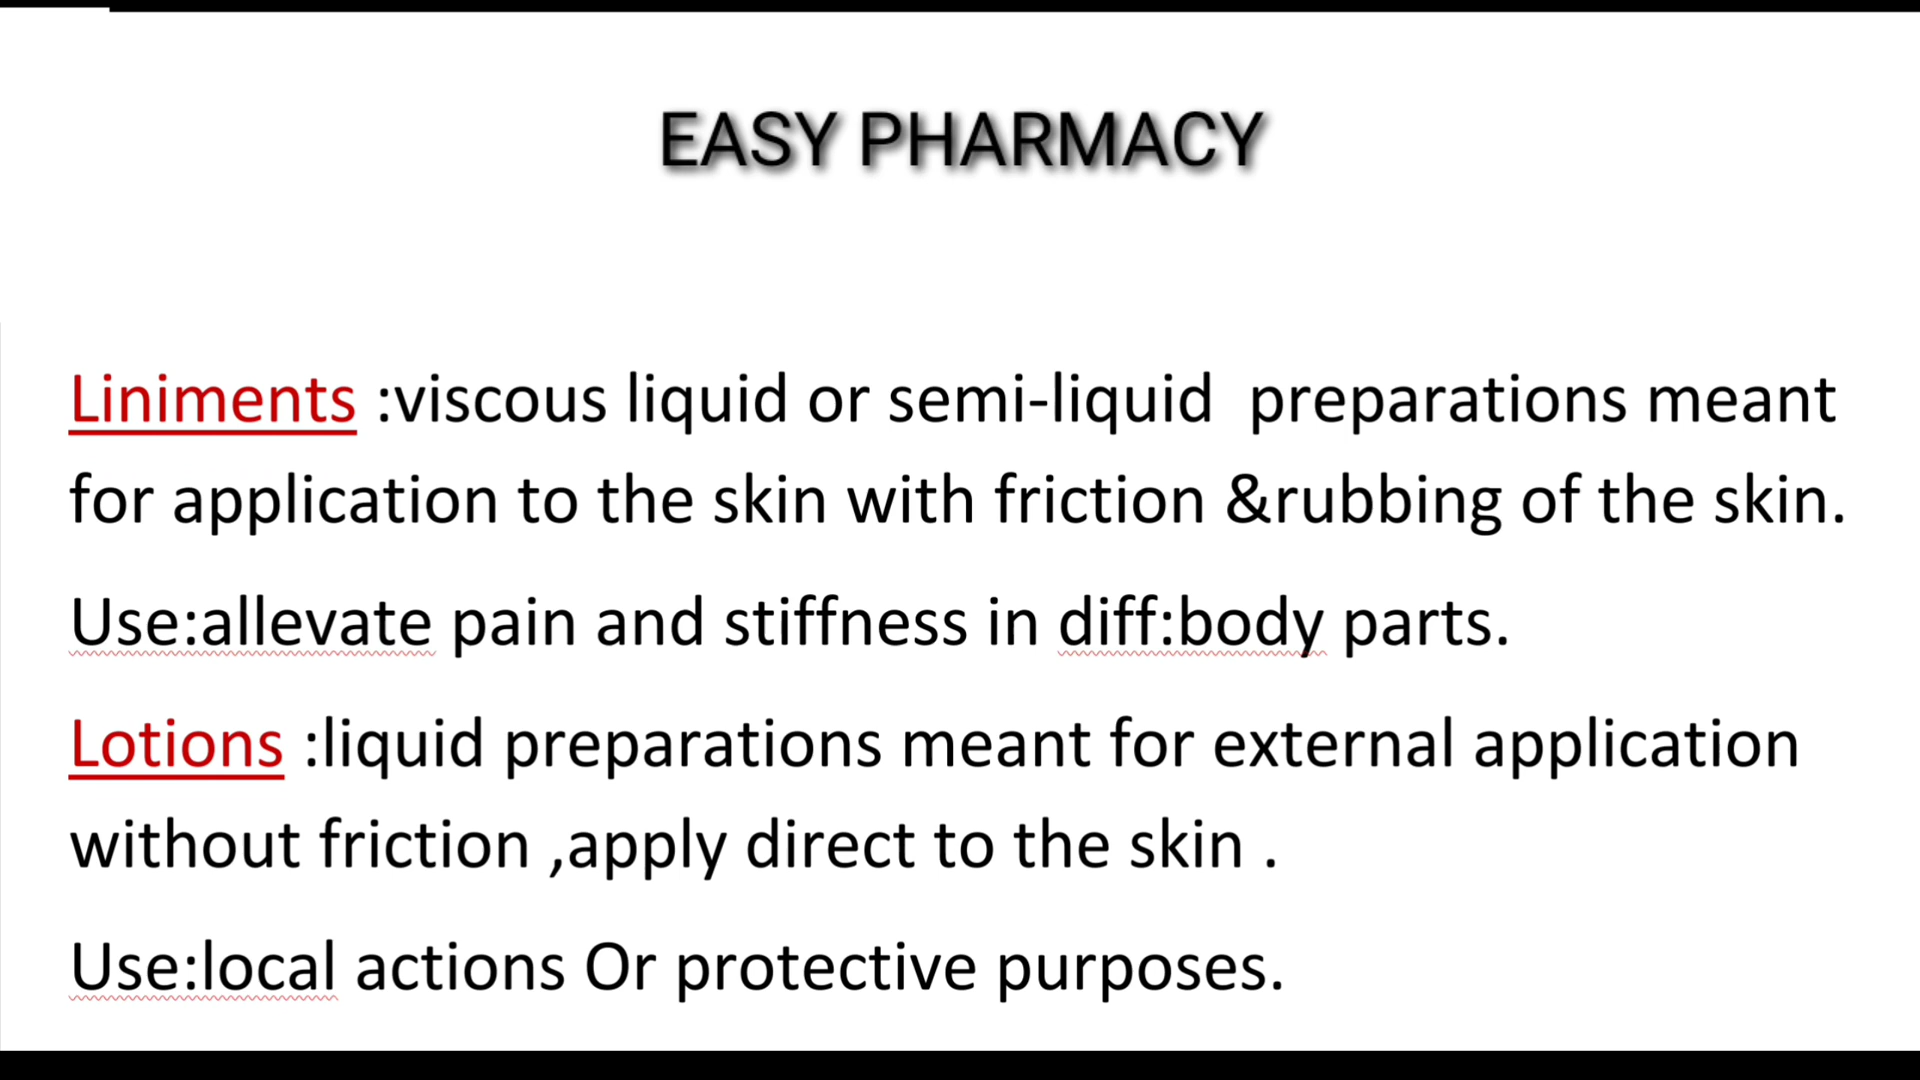 EASY PHARMACY
Liniments :viscous liquid or semi-liquid  preparations meant
for application to the skin with friction &rubbing of the skin.
Use:allevate pain and stiffness in diff:body parts.
Lotions :liquid preparations meant for external application
without friction ,apply direct to the skin .
Use:local actions Or protective purposes.